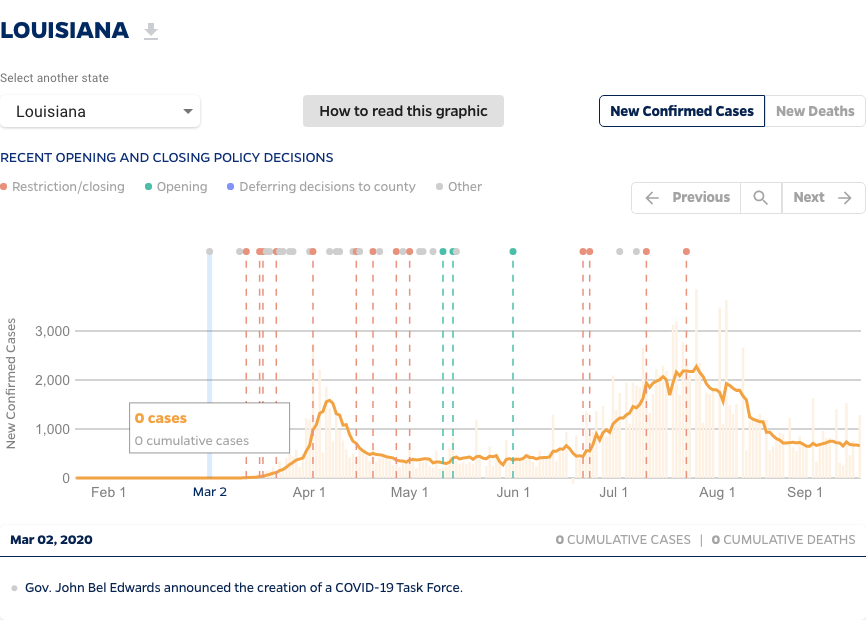 LOUISIANA
Select another state
Louisiana
How to read this graphic
New Confirmed Cases
New Deaths
RECENT OPENING AND CLOSING POLICY DECISIONS
Restriction/closing
Opening
Deferring decisions to county
Other
Previous
Next
New Confirmed Cases
3,000
2,000
1,000
0
0 cases
0 cumulative cases
Feb 1
Mar 2
Apr 1
May 1
Jun 1
Jul 1
Aug 1
Sep 1
Mar 02, 2020
0 CUMULATIVE CASES | 0 CUMULATIVE DEATHS
Gov. John Bel Edwards announced the creation of a COVID-19 Task Force.